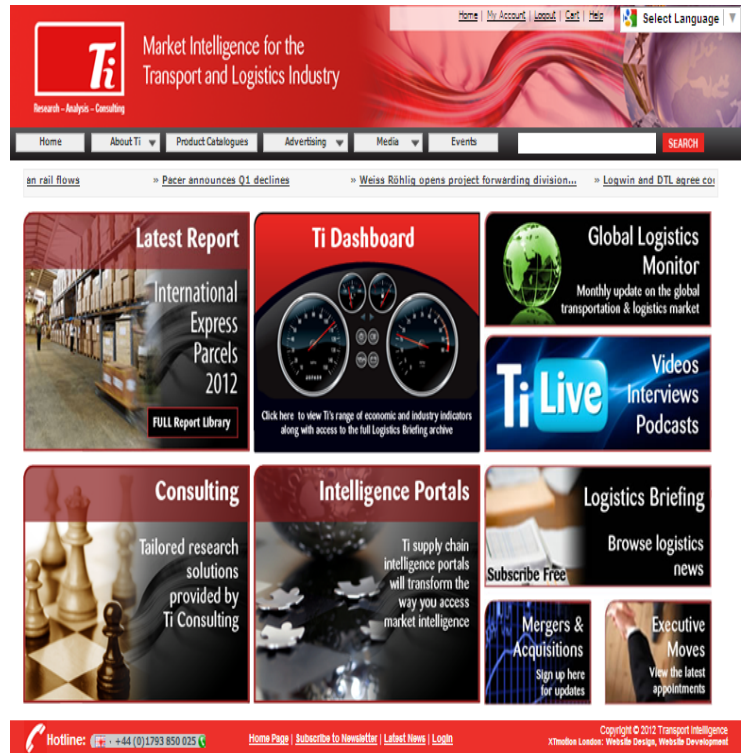 Home | My Account | Logout | Cart | Help
Select Language
Ti
Research – Analysis – Consulting
Market Intelligence for the
Transport and Logistics Industry
Home
About Ti
Product Catalogues
Advertising
Media
Events
SEARCH
an rail flows » Pacer announces Q1 declines » Weiss Röhlig opens project forwarding division... » Logwin and DTL agree co
Latest Report
International
Express
Parcels
2012
FULL Report Library
Ti Dashboard
Click here to view Ti's range of economic and industry indicators
along with access to the full Logistics Briefing archive
Global Logistics
Monitor
Monthly update on the global
transportation & logistics market
Ti Live
Videos
Interviews
Podcasts
Consulting
Tailored research
solutions
provided by
Ti Consulting
Intelligence Portals
Ti supply chain
intelligence portals
will transform the
way you access
market intelligence
Logistics Briefing
Browse logistics
news
Subscribe Free
Mergers &
Acquisitions
Sign up here
for updates
Executive
Moves
View the latest
appointments
Hotline: +44 (0)1793 850 025
Home Page | Subscribe to Newsletter | Latest News | Login
Copyright © 2012 Transport Intelligence
XTmotion London: Website Design, Website Development